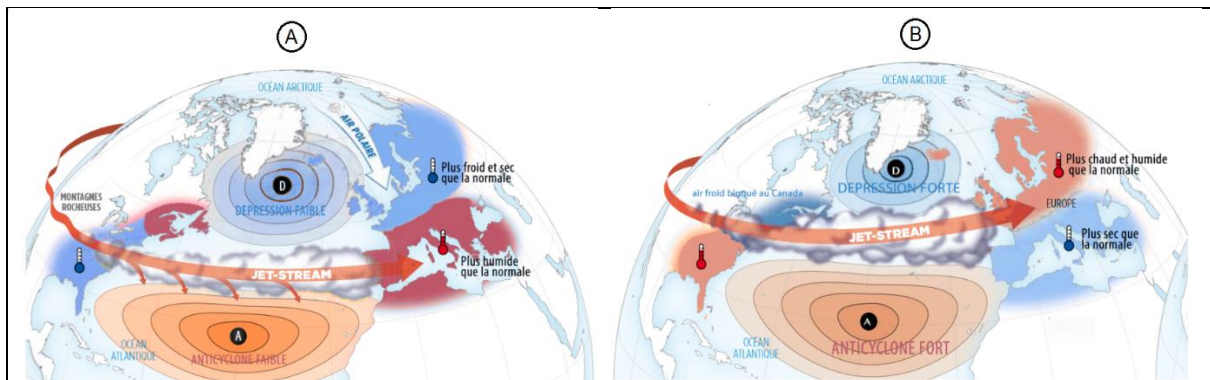 A
OCÉAN ARCTIQUE
AIR POLAIRE
Plus froid et sec
que la normale
MONTAGNES
ROCHEUSES
D
DÉPRESSION FAIBLE
JET-STREAM
Plus humide
que la normale
A
OCÉAN
ATLANTIQUE
ANTICYCLONE FAIBLE
B
OCÉAN ARCTIQUE
Plus chaud et humide
que la normale
D
DEPRESSION FORTE
air froid bloqué au Canada
EUROPE
JET-STREAM
Plus sec que
la normale
A
OCÉAN
ATLANTIQUE
ANTICYCLONE FORT